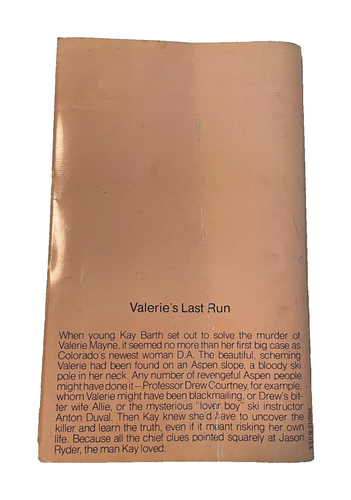 Valerie's Last Run
When young Kay Barth set out to solve the murder of
Valerie Mayne, it seemed no more than her first big case as
Colorado's newest woman D.A. The beautiful, scheming
Valerie had been found on an Aspen slope, a bloody ski
pole in her neck. Any number of revengeful Aspen people
might have done it—Professor Drew Courtney, for example,
whom Valerie might have been blackmailing, or Drew's bit-
ter wife Allie, or the mysterious "lover boy" ski instructor
Anton Duval. Then Kay knew she'd have to uncover the
killer and learn the truth, even if it muant risking her own
life. Because all the chief clues pointed squarely at Jason
Ryder, the man Kay loved.